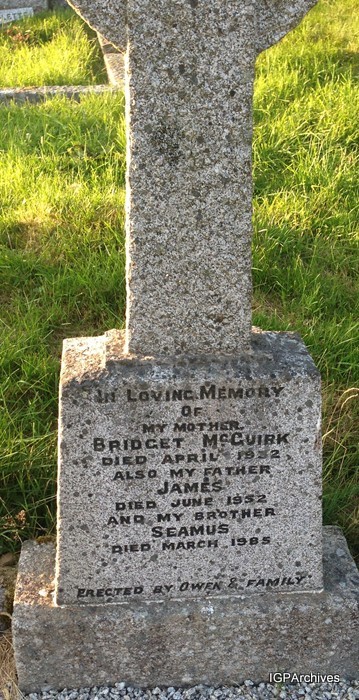 IN LOVING MEMORY
OF
MY MOTHER
BRIDGET McGUIRK
DIED APRIL 1932
ALSO MY FATHER
JAMES
DIED JUNE 1952
AND MY BROTHER
SEAMUS
DIED MARCH 1985
ERECTED BY OWEN & FAMILY
IGPArchives